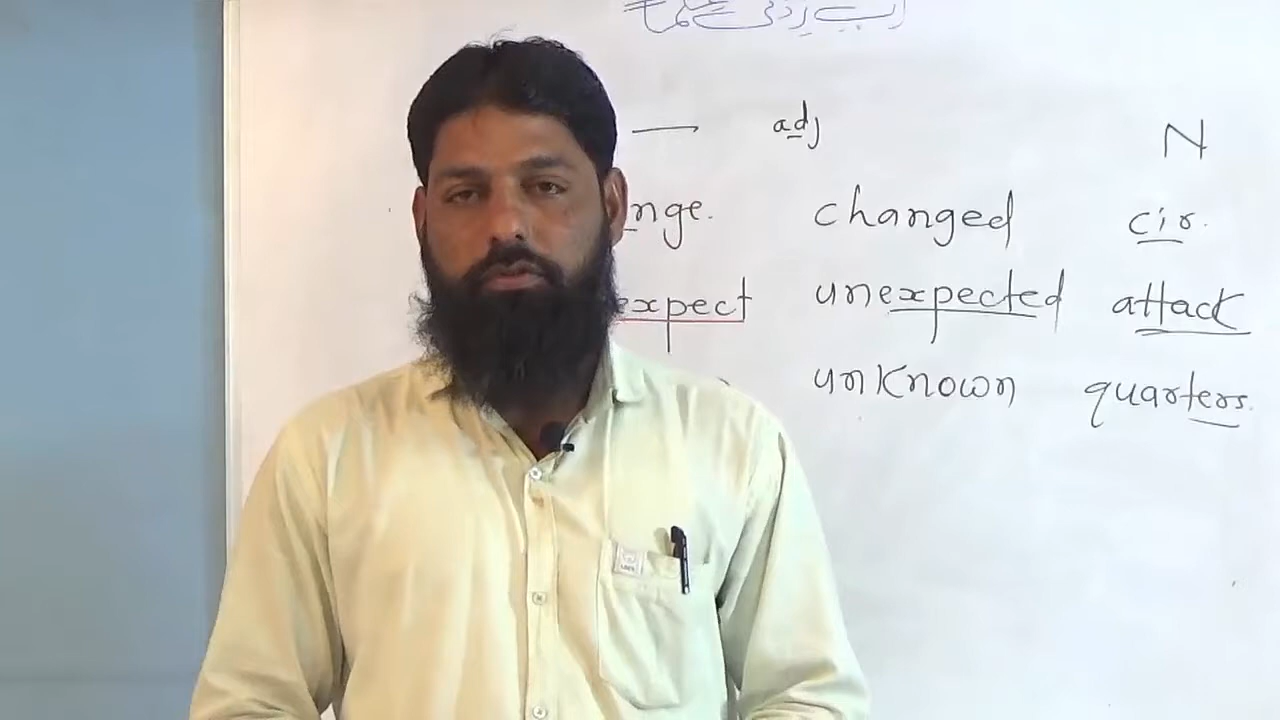 adj N
nge. changed cir.
expect unexpected attack
unknown quarters.